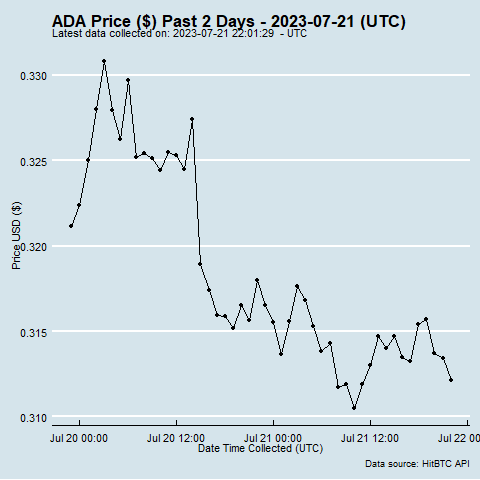 ADA Price ($) Past 2 Days - 2023-07-21 (UTC)
Latest data collected on: 2023-07-21 22:01:29 - UTC
0.330
0.325
0.320
0.315
0.310
Price USD ($)
Jul 20 00:00 Jul 20 12:00 Jul 21 00:00 Jul 21 12:00 Jul 22 00
Date Time Collected (UTC)
Data source: HitBTC API